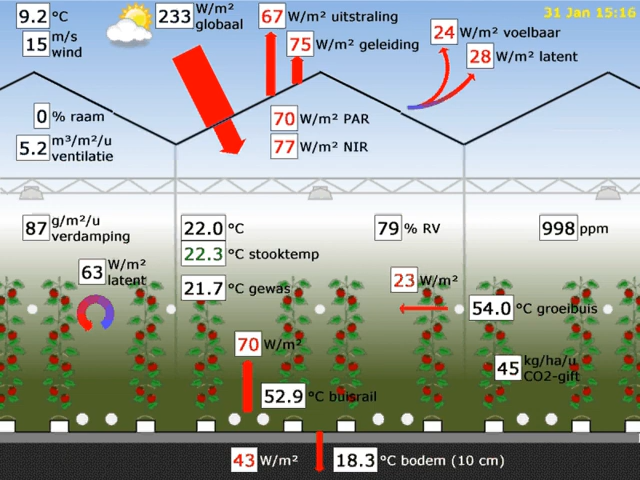 9.2 °C
15 m/s wind
233 W/m² globaal
67 W/m² uitstraling
75 W/m² geleiding
24 W/m² voelbaar
28 W/m² latent
31 Jan 15:16
0 % raam
5.2 m³/m²/u ventilatie
70 W/m² PAR
77 W/m² NIR
87 g/m²/u verdamping
22.0 °C
22.3 °C stooktemp
21.7 °C gewas
79 % RV
998 ppm
63 W/m² latent
23 W/m²
54.0 °C groeibuis
70 W/m²
52.9 °C buisrail
45 kg/ha/u CO2-gift
43 W/m²
18.3 °C bodem (10 cm)